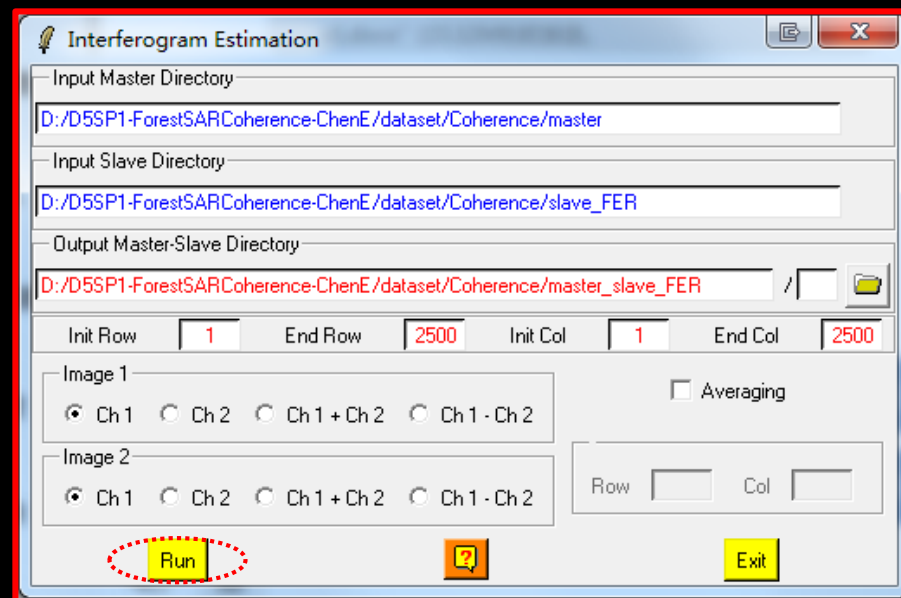 Interferogram Estimation
Input Master Directory
D:/D5SP1-ForestSARCoherence-ChenE/dataset/Coherence/master
Input Slave Directory
D:/D5SP1-ForestSARCoherence-ChenE/dataset/Coherence/slave_FER
Output Master-Slave Directory
D:/D5SP1-ForestSARCoherence-ChenE/dataset/Coherence/master_slave_FER /
Init Row 1 End Row 2500 Init Col 1 End Col 2500
Image 1
Averaging
Ch 1 Ch 2 Ch 1 + Ch 2 Ch 1 - Ch 2
Image 2
Row Col
Ch 1 Ch 2 Ch 1 + Ch 2 Ch 1 - Ch 2
Run ? Exit